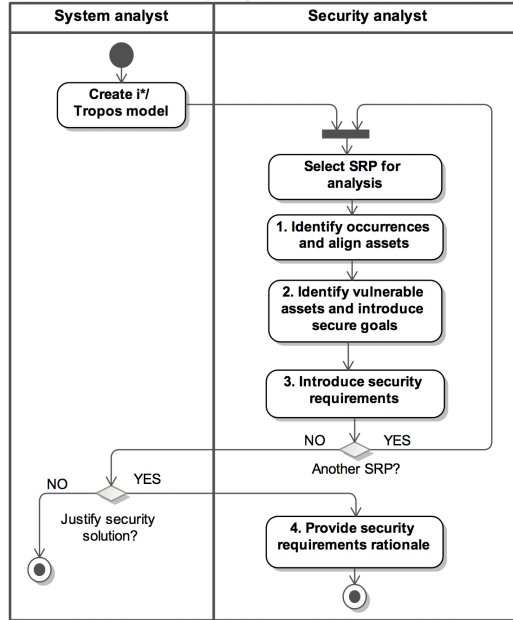 System analyst
Security analyst
Create i*/
Tropos model
Select SRP for
analysis
1. Identify occurrences
and align assets
2. Identify vulnerable
assets and introduce
secure goals
3. Introduce security
requirements
NO
YES
Another SRP?
NO
YES
Justify security
solution?
4. Provide security
requirements rationale